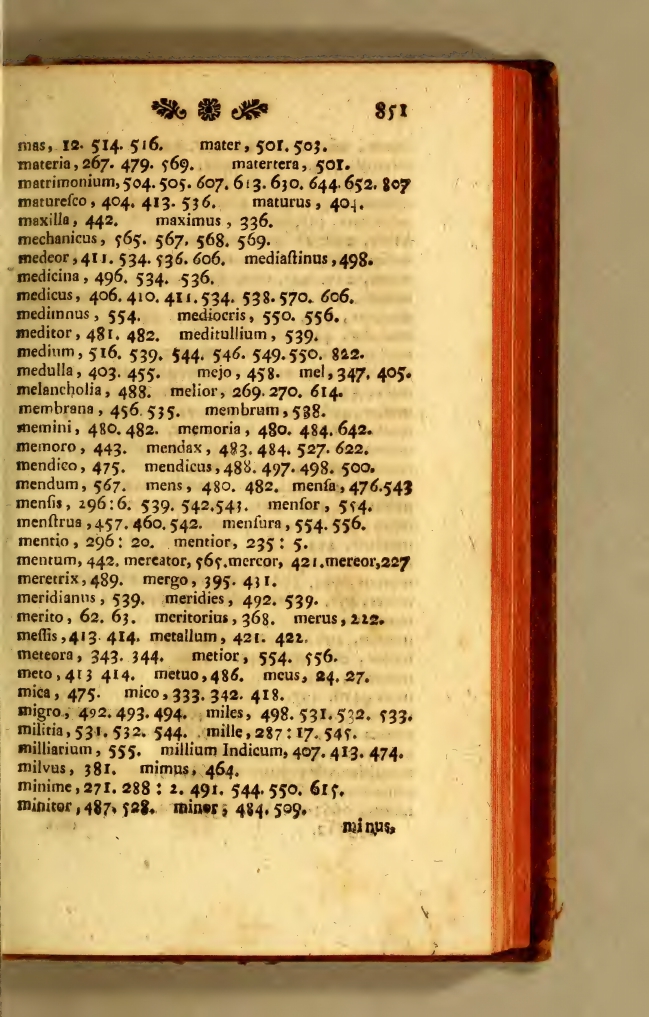 851
mas, 12. 514. 516. mater, 501. 503.
materia, 267. 479. 569. matertera, 501.
matrimonium, 504. 505. 607. 613. 630. 644. 652. 807
matureſco, 404. 413. 536. maturus, 404.
maxilla, 442. maximus, 336.
mechanicus, 565. 567. 568. 569.
medeor, 411. 534. 536. 606. mediaſtinus, 498.
medicina, 496. 534. 536.
medicus, 406. 410. 411. 534. 538. 570. 606.
medimnus, 554. mediocris, 550. 556.
meditor, 481. 482. meditullium, 539.
medium, 516. 539. 544. 546. 549. 550. 822.
medulla, 403. 455. mejo, 458. mel, 347. 405.
melancholia, 488. melior, 269. 270. 614.
membrana, 456. 535. membrum, 538.
memini, 480. 482. memoria, 480. 484. 642.
memoro, 443. mendax, 483. 484. 527. 622.
mendico, 475. mendicus, 488. 497. 498. 500.
mendum, 567. mens, 480. 482. menſa, 476. 543
menſis, 296: 6. 539. 542. 543. menſor, 554.
menſtrua, 457. 460. 542. menſura, 554. 556.
mentio, 296: 20. mentior, 235: 5.
mentum, 442. mercator, 565. mercor, 421. mereor, 227
meretrix, 489. mergo, 395. 431.
meridianus, 539. meridies, 492. 539.
merito, 62. 63. meritorius, 368. merus, 222.
meſſis, 413. 414. metallum, 421. 422.
meteora, 343. 344. metior, 554. 556.
meto, 413 414. metuo, 486. meus, 24. 27.
mica, 475. mico, 333. 342. 418.
migro, 492. 493. 494. miles, 498. 531. 532. 533.
militia, 531. 532. 544. mille, 287: 17. 545.
milliarium, 555. millium Indicum, 407. 413. 474.
milvus, 381. mimus, 464.
minime, 271. 288: 2. 491. 544. 550. 615.
minitor, 487. 528. minor; 484. 509.
minus,